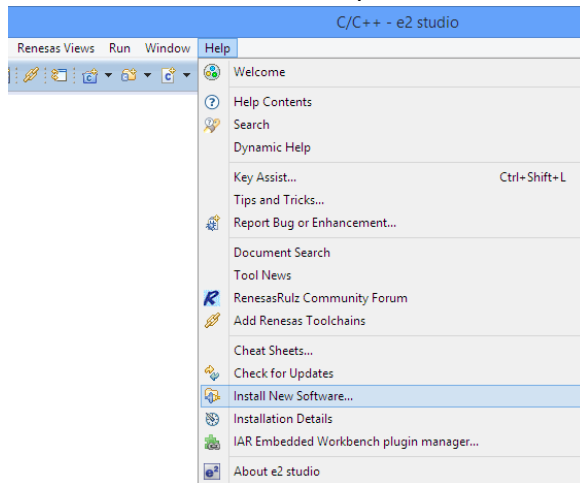 C/C++ - e2 studio
Renesas Views Run Window Help
Welcome
Help Contents
Search
Dynamic Help
Key Assist... Ctrl+Shift+L
Tips and Tricks...
Report Bug or Enhancement...
Document Search
Tool News
RenesasRulz Community Forum
Add Renesas Toolchains
Cheat Sheets...
Check for Updates
Install New Software...
Installation Details
IAR Embedded Workbench plugin manager...
About e2 studio